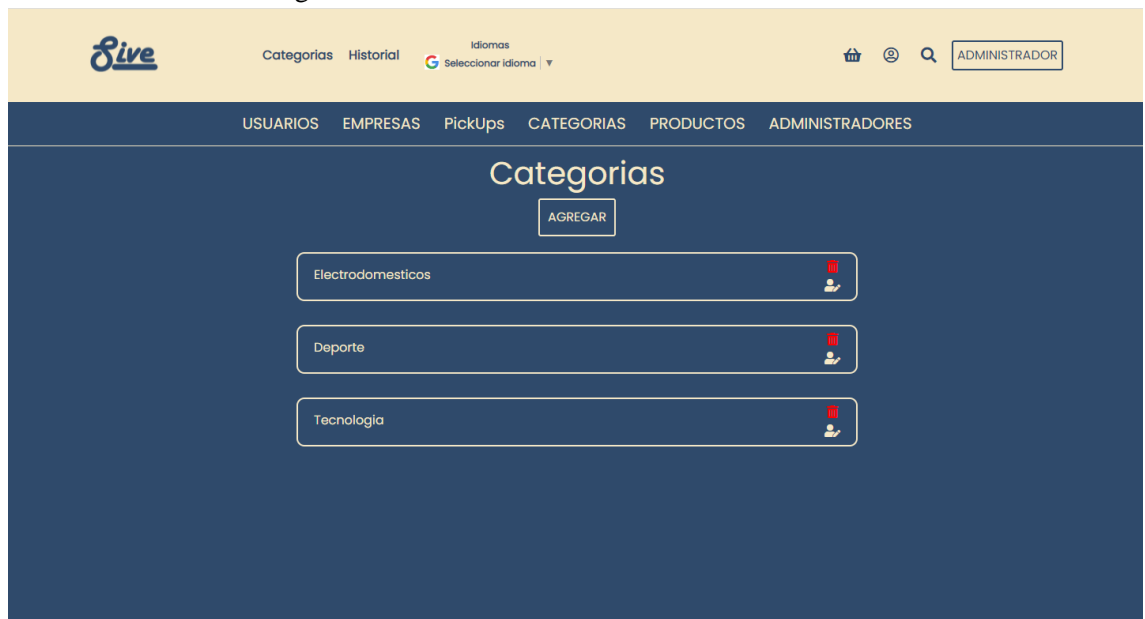 Sive
Categorias Historial
Idiomas
Seleccionar idioma ▼
ADMINISTRADOR
USUARIOS EMPRESAS PickUps CATEGORIAS PRODUCTOS ADMINISTRADORES
Categorias
AGREGAR
Electrodomesticos
Deporte
Tecnologia